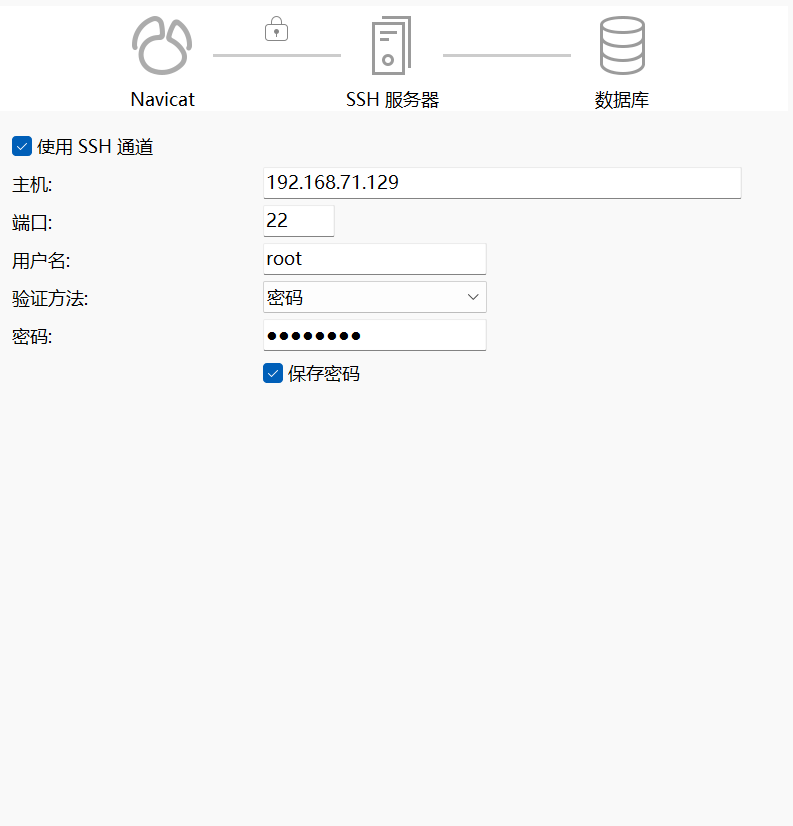 Navicat
SSH 服务器
数据库
使用 SSH 通道
主机:
192.168.71.129
端口:
22
用户名:
root
验证方法:
密码
密码:
●●●●●●●●
保存密码